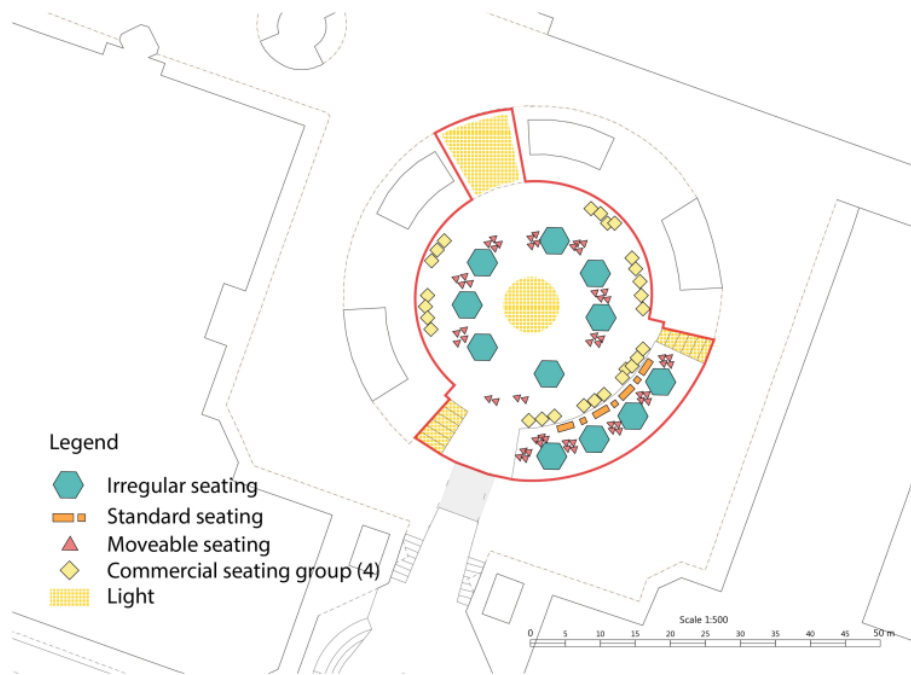 Legend
Irregular seating
Standard seating
Moveable seating
Commercial seating group (4)
Light
Scale 1:500
0 5 10 15 20 25 30 35 40 45 50 m